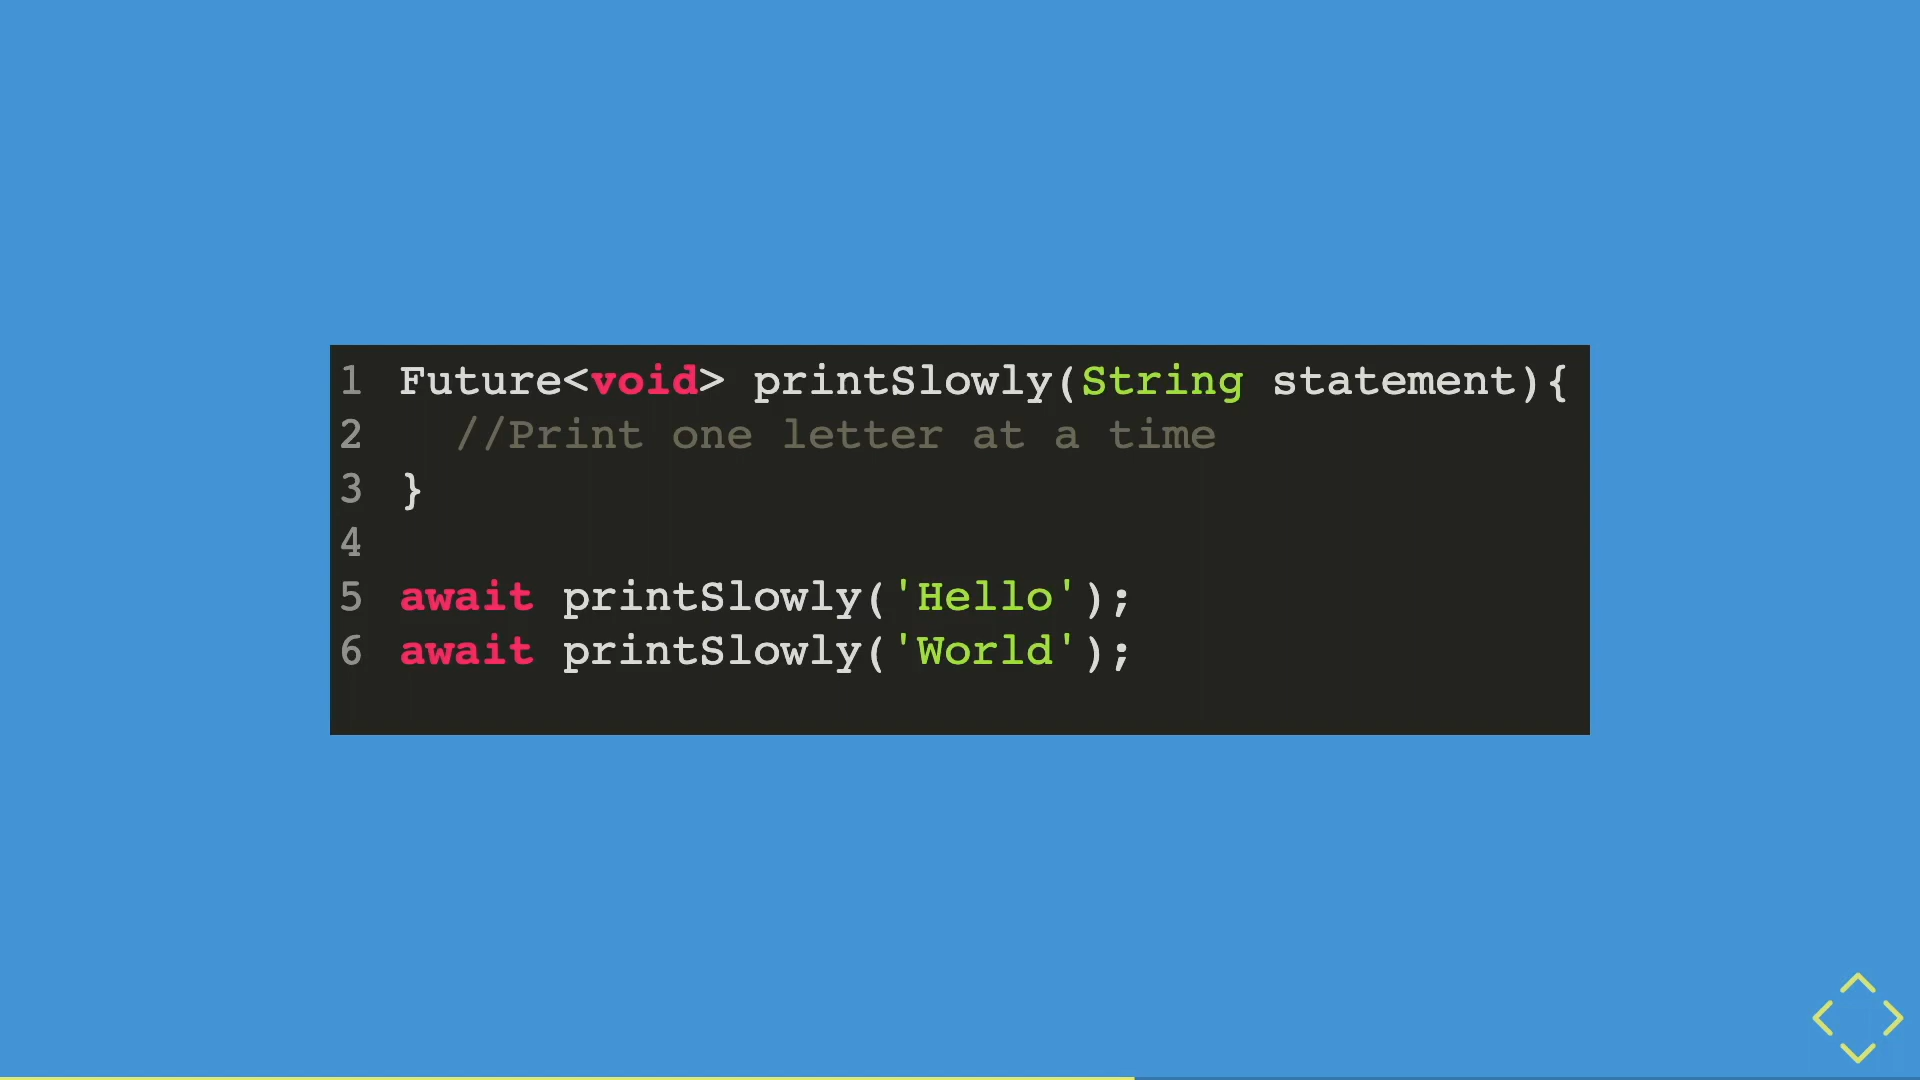 1 Future<void> printSlowly(String statement){
2 //Print one letter at a time
3 }
4
5 await printSlowly('Hello');
6 await printSlowly('World');